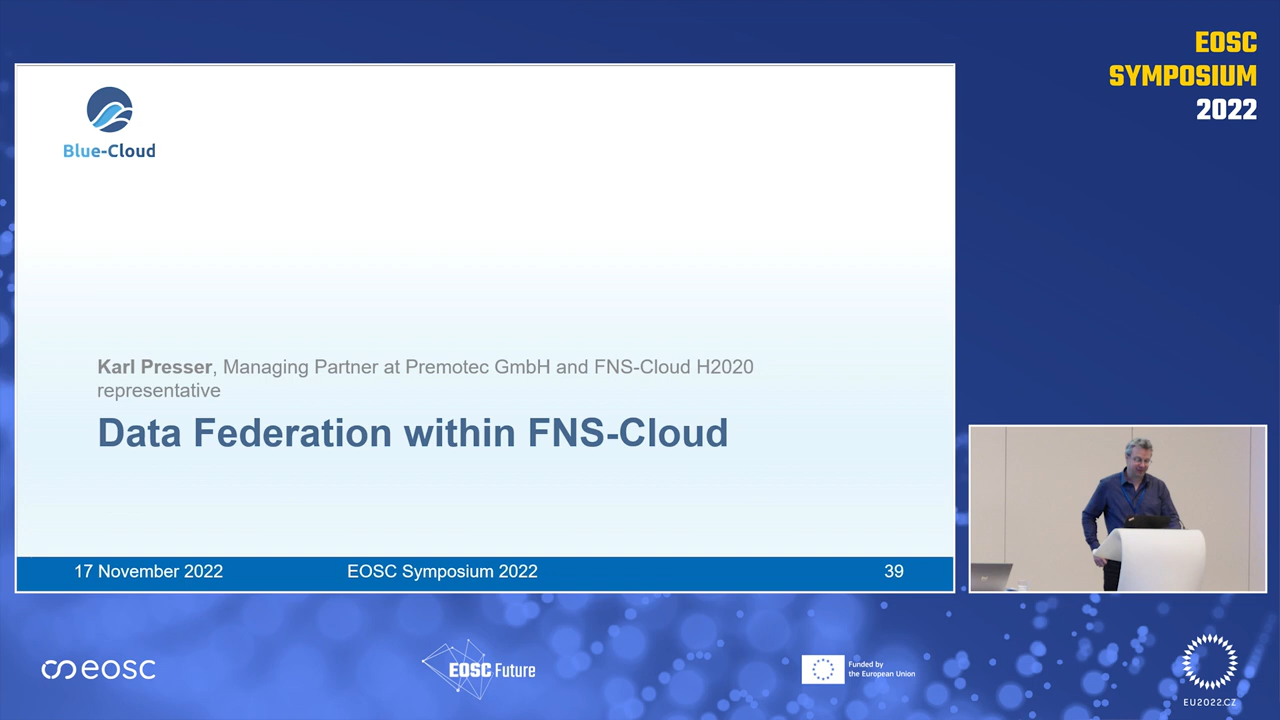 EOSC
SYMPOSIUM
2022
Blue-Cloud
Karl Presser, Managing Partner at Premotec GmbH and FNS-Cloud H2020
representative
Data Federation within FNS-Cloud
17 November 2022
EOSC Symposium 2022
39
eosc
EOSC Future
Funded by
the European Union
EU2022.CZ